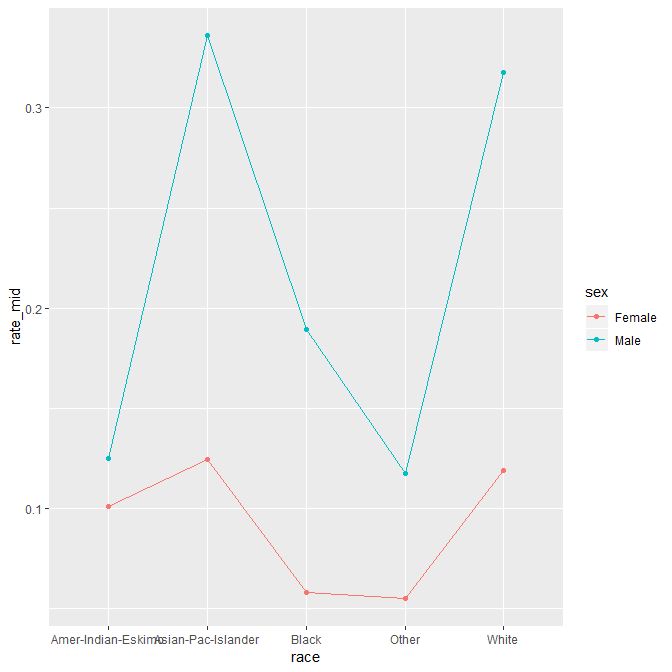 0.3
0.2
0.1
rate_mid
Amer-Indian-Eskimo Asian-Pac-Islander Black Other White
race
sex
Female
Male